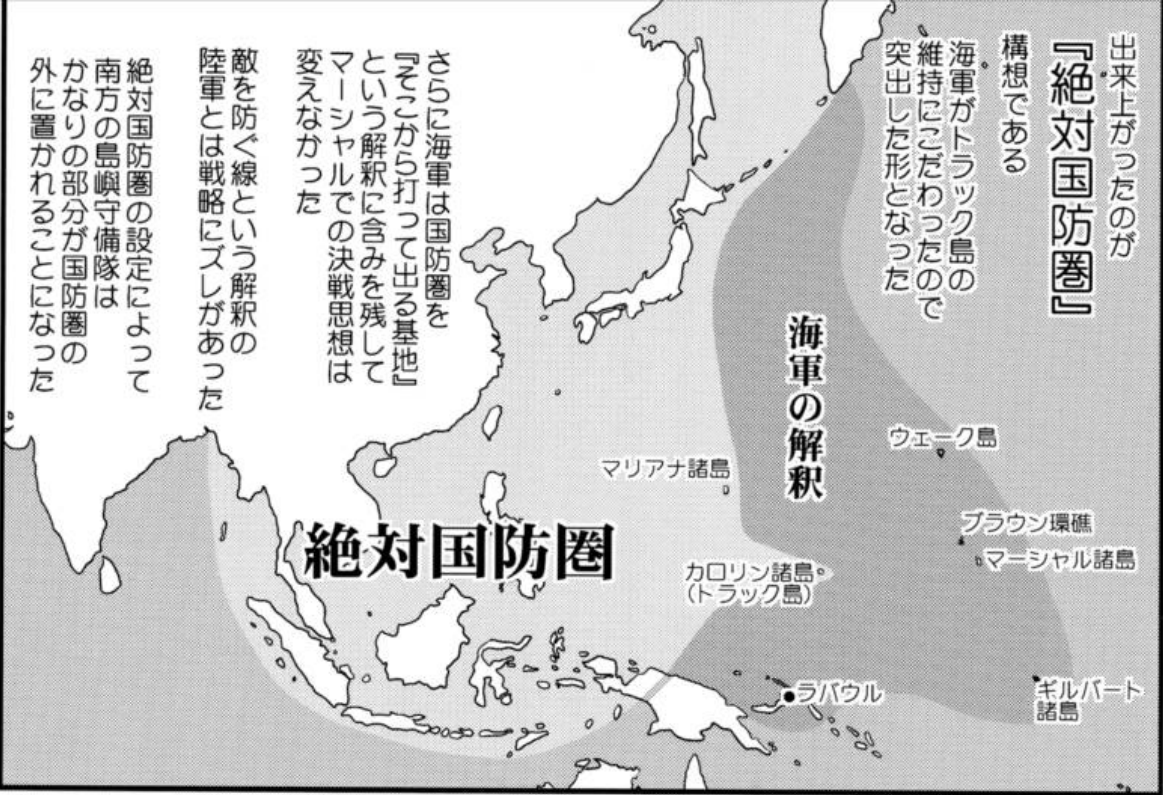 出来上がったのが
『絶対国防巻』
構想である
海軍がトラック島の
維持にこだわったので
突出した形となった
さらに海軍は国防圏を
『そこから打って出る基地』
という解釈に含みを残して
マーシャルでの決戦思想は
変えなかった
敵を防ぐ線という解釈の
陸軍とは戦略にズレがあった
絶対国防圏の設定によって
南方の島嶼守備隊は
かなりの部分が国防圏の
外に置かれることになった
海軍の解釈
ウェーク島
マリアナ諸島
ブラウン環礁
マーシャル諸島
絶対国防圏
カロリン諸島
(トラック島)
ラバウル
ギルバート
諸島